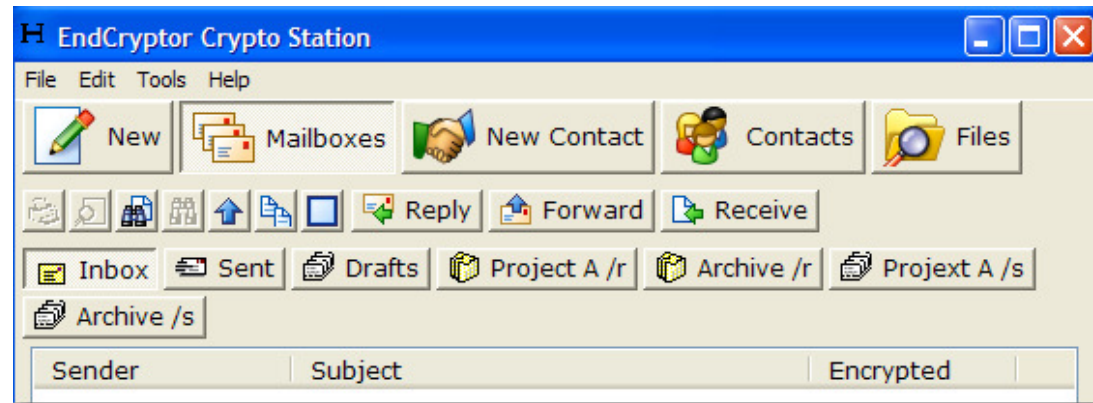 H EndCryptor Crypto Station
File Edit Tools Help
New Mailboxes New Contact Contacts Files
Reply Forward Receive
Inbox Sent Drafts Project A /r Archive /r Projext A /s
Archive /s
Sender Subject Encrypted